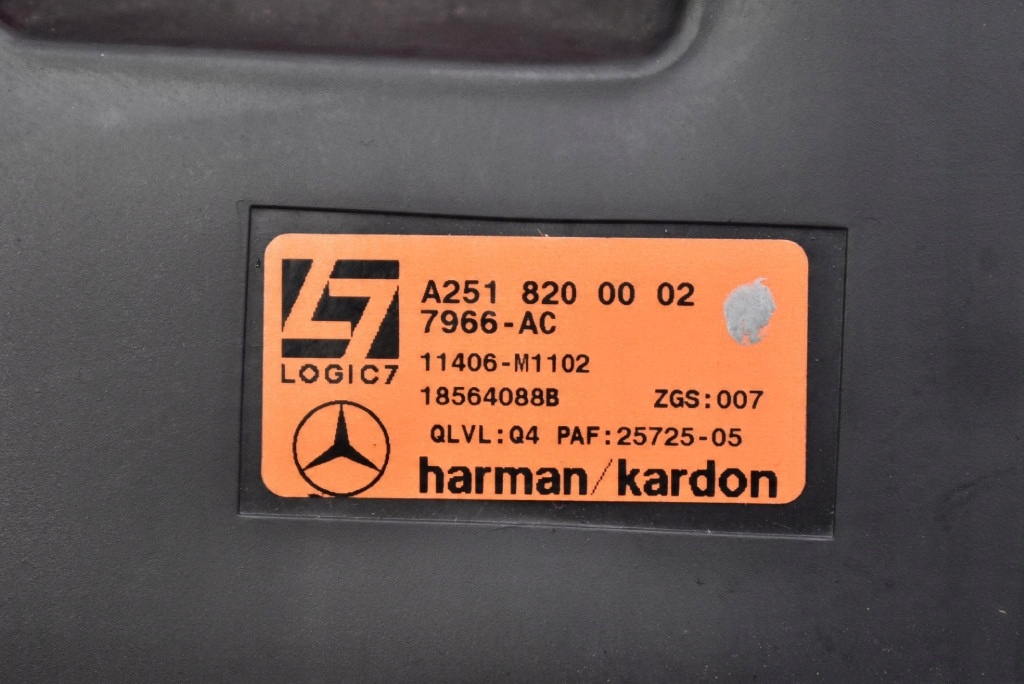 A251 820 00 02
7966-AC
LOGIC7
11406-M1102
18564088B ZGS:007
QLVL:Q4 PAF:25725-05
harman/kardon